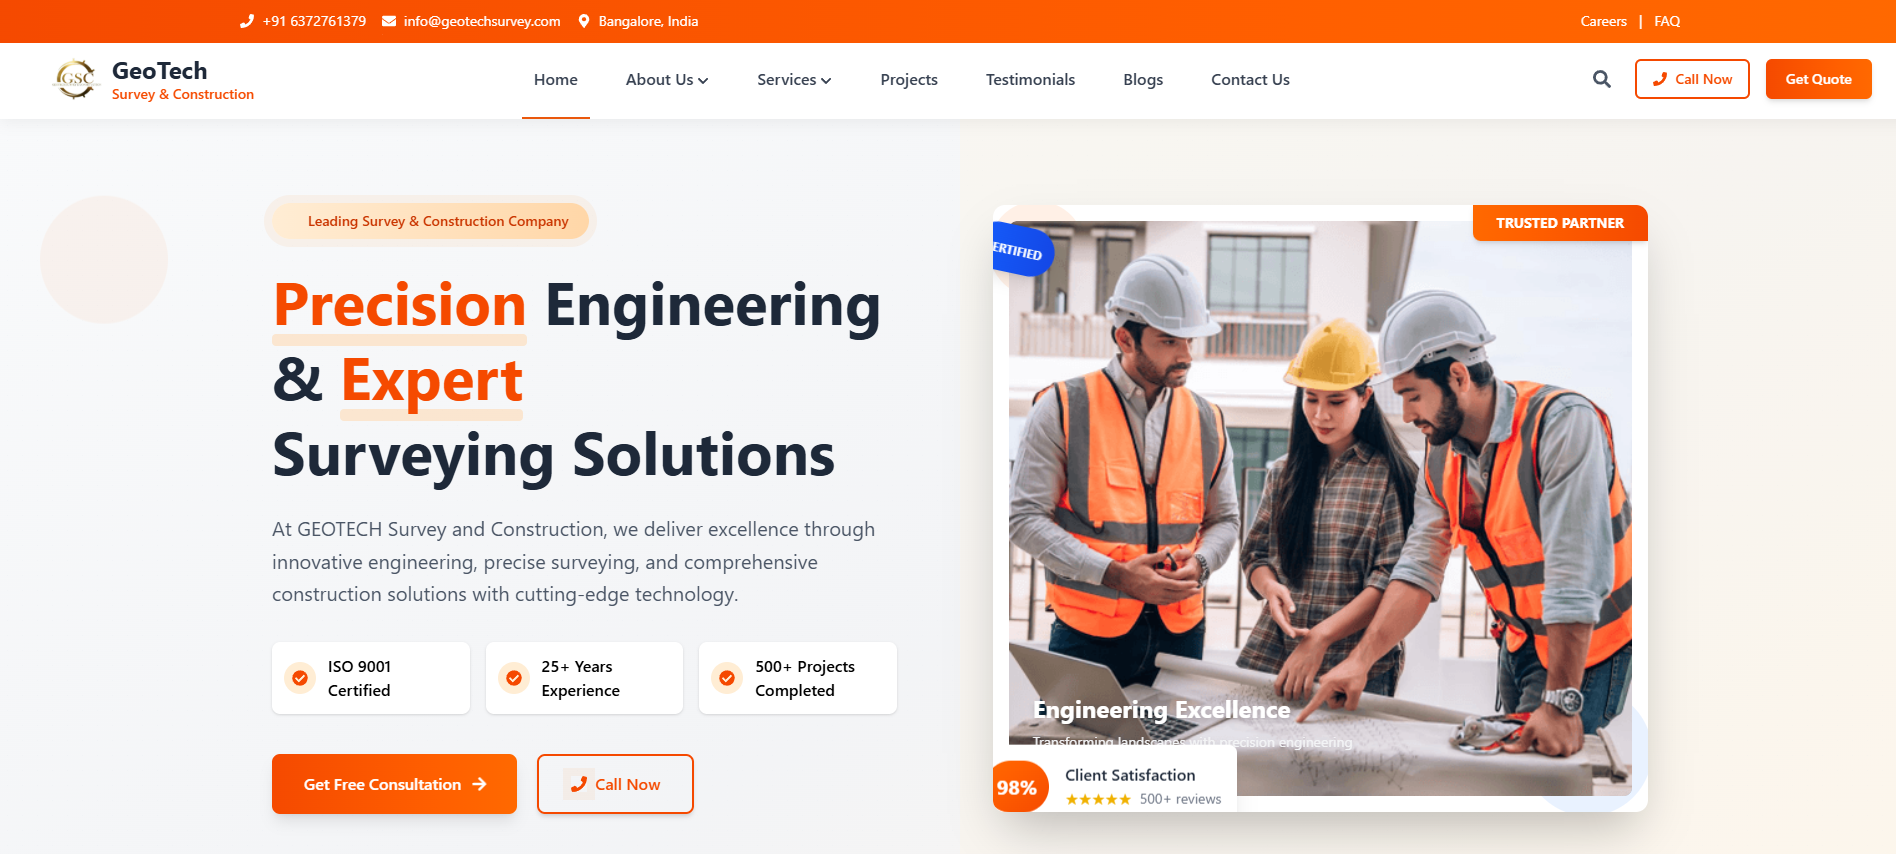 +91 6372761379 info@geotechsurvey.com Bangalore, India Careers | FAQ
GSC
GeoTech
Survey & Construction
Home About Us Services Projects Testimonials Blogs Contact Us Call Now Get Quote
Leading Survey & Construction Company
Precision Engineering
& Expert
Surveying Solutions
At GEOTECH Survey and Construction, we deliver excellence through
innovative engineering, precise surveying, and comprehensive
construction solutions with cutting-edge technology.
ISO 9001
Certified
25+ Years
Experience
500+ Projects
Completed
Get Free Consultation
Call Now
TRUSTED PARTNER
ERTIFIED
Engineering Excellence
Transforming landscapes with precision engineering
98%
Client Satisfaction
★★★★★ 500+ reviews